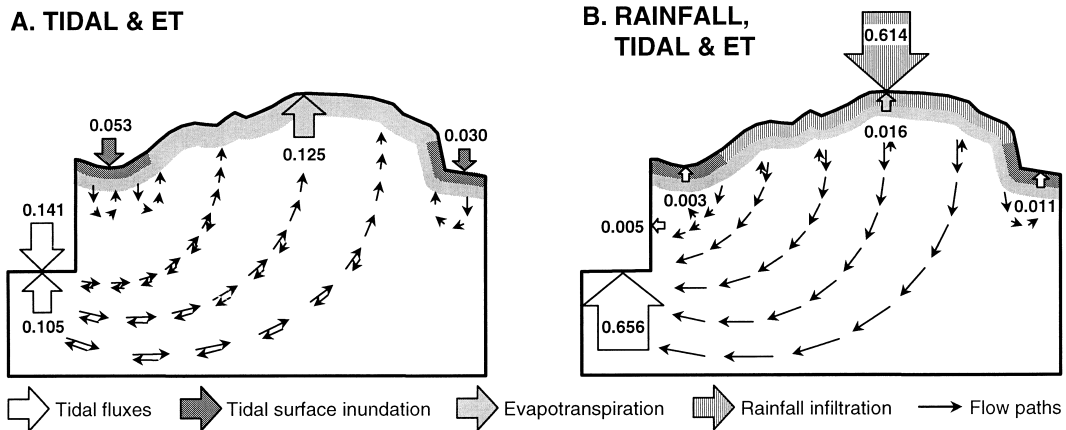 A. TIDAL & ET
0.053
0.125
0.030
0.141
0.105
B. RAINFALL,
TIDAL & ET
0.614
0.016
0.003
0.011
0.005
0.656
Tidal fluxes
Tidal surface inundation
Evapotranspiration
Rainfall infiltration
Flow paths